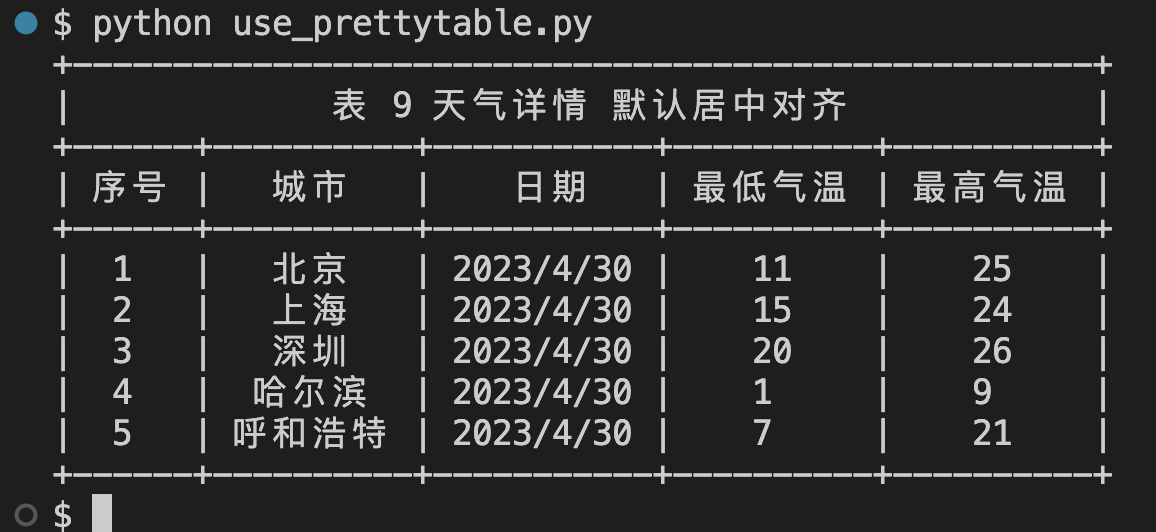 $ python use_prettytable.py
+---------------------------------------------------+
|             表 9 天气详情 默认居中对齐             |
+------+----------+-----------+----------+----------+
| 序号 |   城市   |    日期   | 最低气温 | 最高气温 |
+------+----------+-----------+----------+----------+
|  1   |   北京   | 2023/4/30 |    11    |    25    |
|  2   |   上海   | 2023/4/30 |    15    |    24    |
|  3   |   深圳   | 2023/4/30 |    20    |    26    |
|  4   |  哈尔滨  | 2023/4/30 |    1     |    9     |
|  5   | 呼和浩特 | 2023/4/30 |    7     |    21    |
+------+----------+-----------+----------+----------+
$